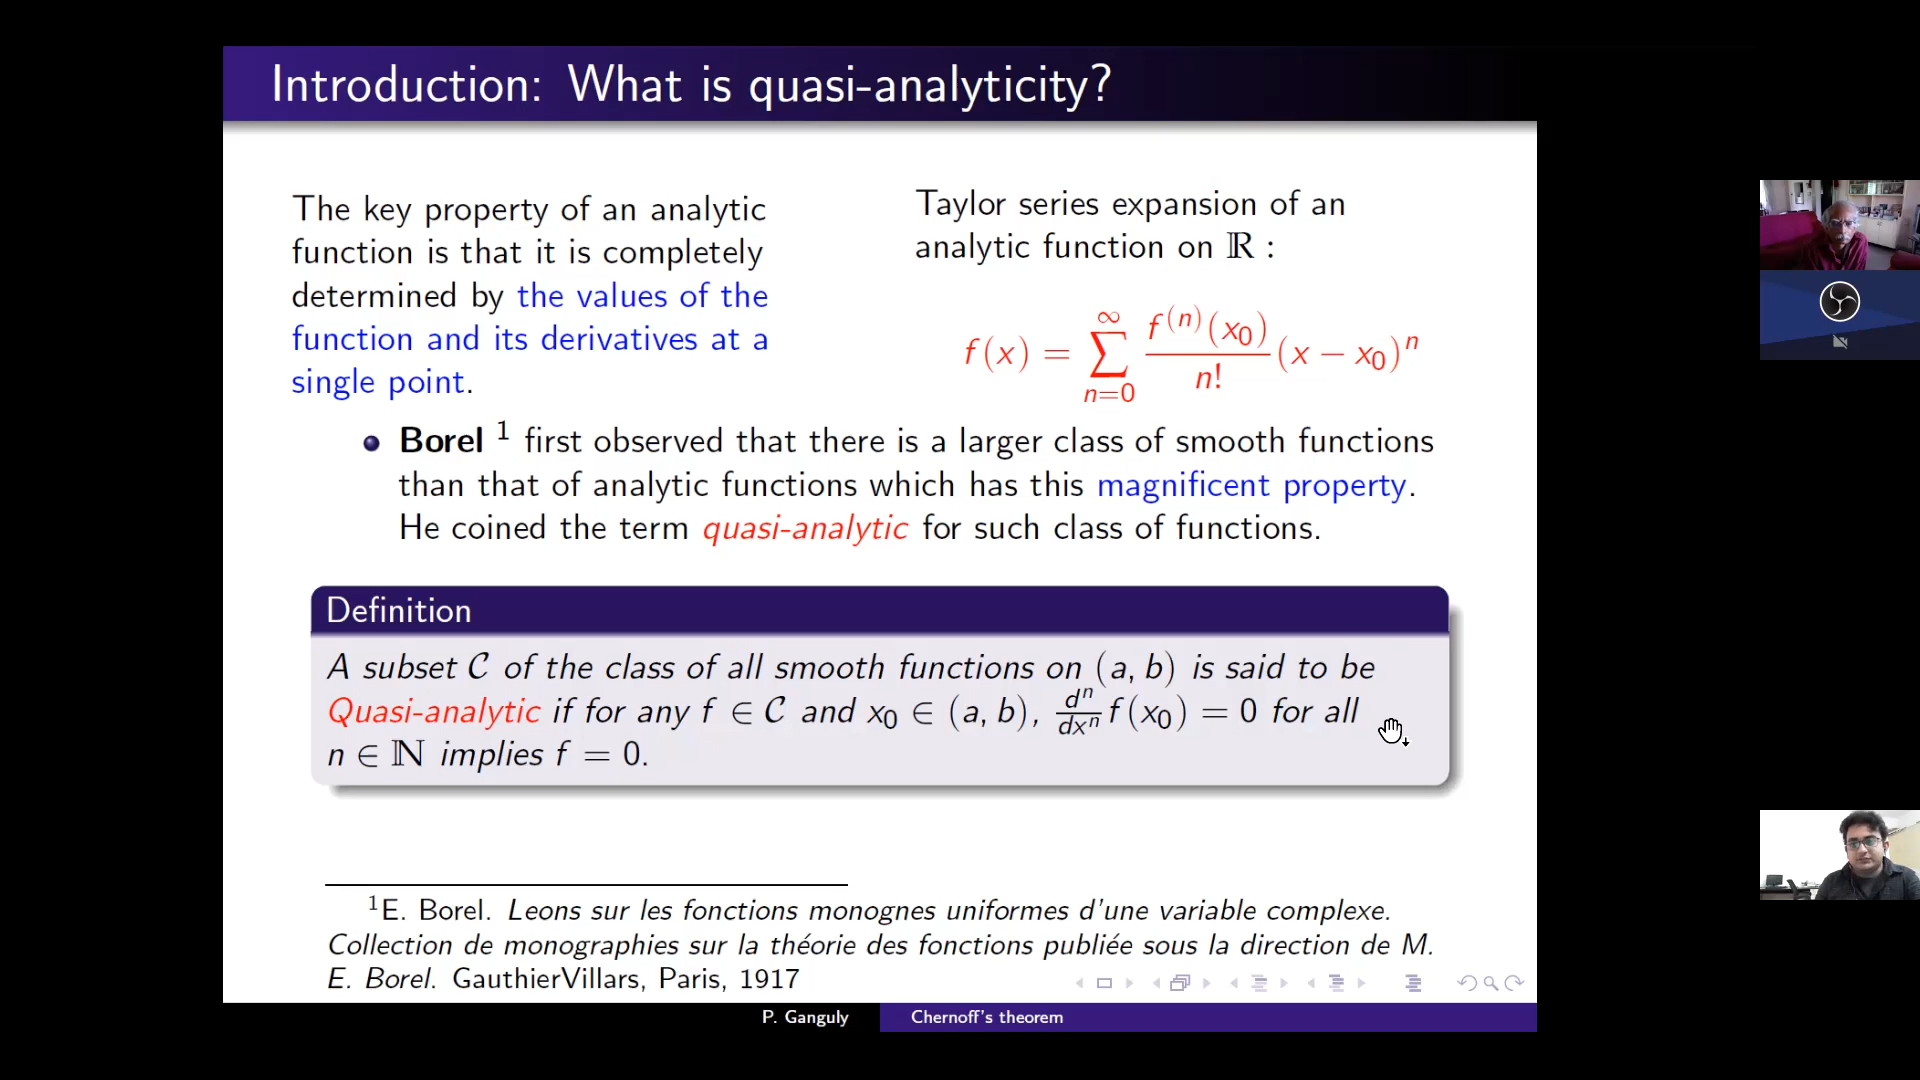 Introduction: What is quasi-analyticity?
The key property of an analytic
function is that it is completely
determined by the values of the
function and its derivatives at a
single point.
Taylor series expansion of an
analytic function on ℝ :
f(x) = ∑_{n=0}^{∞} \frac{f^{(n)}(x_0)}{n!}(x − x_0)^n
• Borel ¹ first observed that there is a larger class of smooth functions
than that of analytic functions which has this magnificent property.
He coined the term quasi-analytic for such class of functions.
Definition
A subset 𝒞 of the class of all smooth functions on (a, b) is said to be
Quasi-analytic if for any f ∈ 𝒞 and x₀ ∈ (a, b), \frac{d^n}{dx^n} f(x₀) = 0 for all
n ∈ ℕ implies f = 0.
¹E. Borel. Leons sur les fonctions monognes uniformes d'une variable complexe.
Collection de monographies sur la théorie des fonctions publiée sous la direction de M.
E. Borel. GauthierVillars, Paris, 1917
P. Ganguly Chernoff's theorem